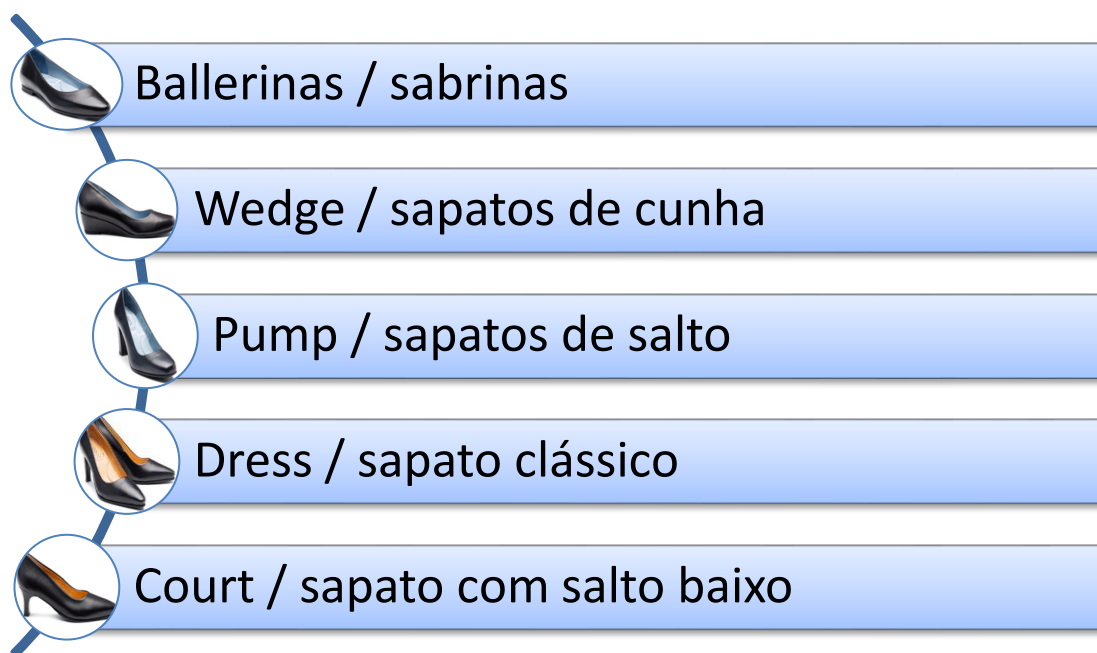 Ballerinas / sabrinas
Wedge / sapatos de cunha
Pump / sapatos de salto
Dress / sapato clássico
Court / sapato com salto baixo